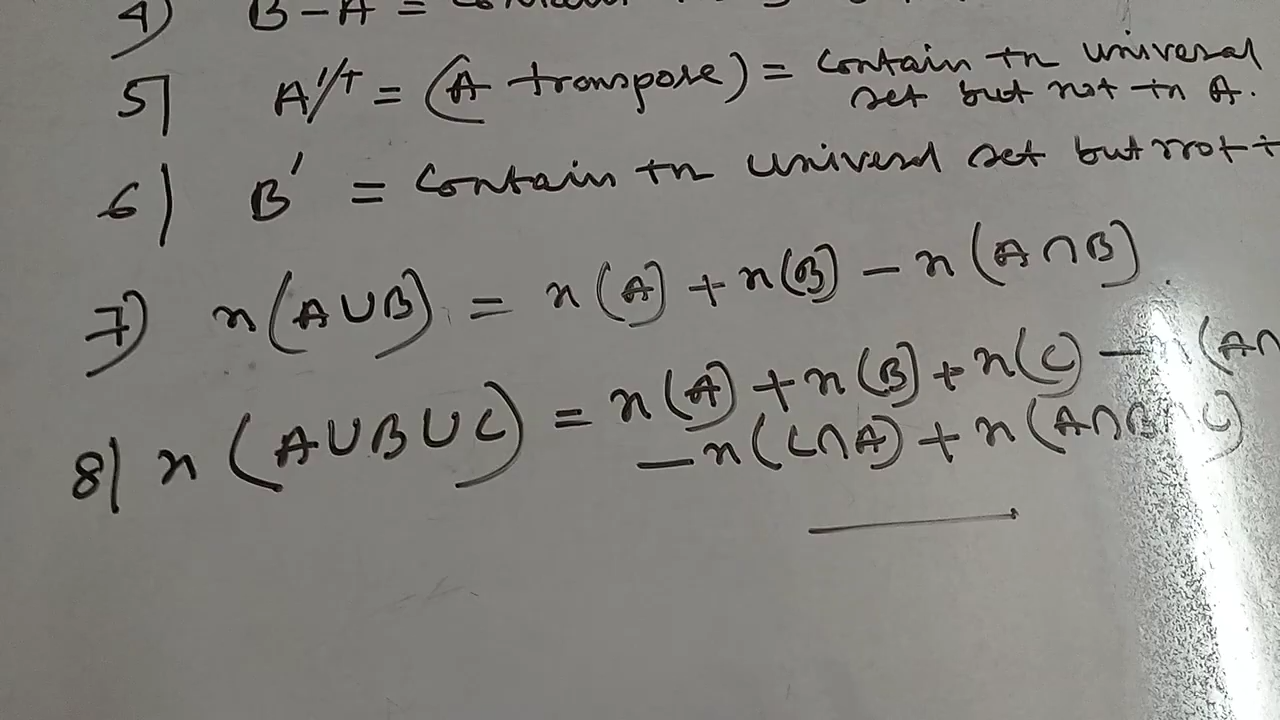 4) B - A =
5) A'/t = (A transpose) = contain in universal
set but not in A.
6) B' = contain in universal set but not
7) n(A∪B) = n(A) + n(B) - n(A∩B).
8) n(A∪B∪C) = n(A) + n(B) + n(C) - n(A∩
- n(C∩A) + n(A∩B∩C)